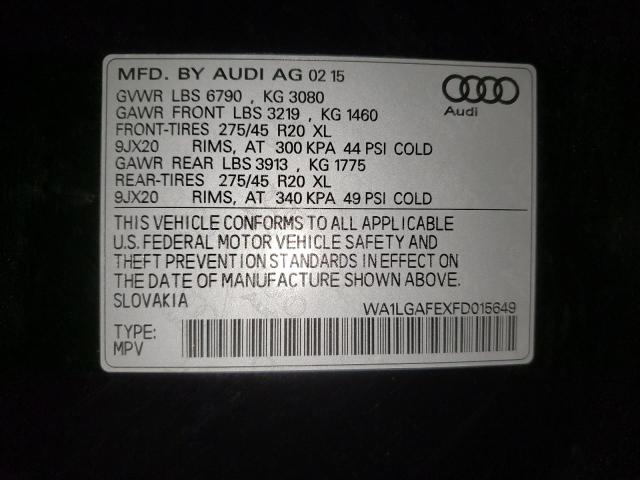 MFD. BY AUDI AG 02 15
GVWR LBS 6790 , KG 3080
GAWR FRONT LBS 3219 , KG 1460
FRONT-TIRES 275/45 R20 XL
9JX20 RIMS, AT 300 KPA 44 PSI COLD
GAWR REAR LBS 3913 , KG 1775
REAR-TIRES 275/45 R20 XL
9JX20 RIMS, AT 340 KPA 49 PSI COLD
Audi
THIS VEHICLE CONFORMS TO ALL APPLICABLE
U.S. FEDERAL MOTOR VEHICLE SAFETY AND
THEFT PREVENTION STANDARDS IN EFFECT ON
THE DATE OF MANUFACTURE SHOWN ABOVE.
SLOVAKIA
WA1LGAFEXFD015649
TYPE:
MPV